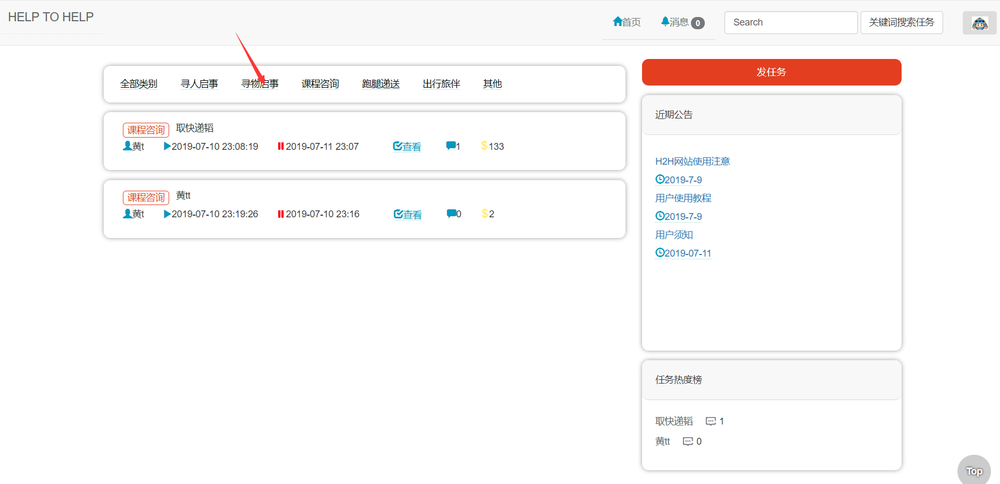 HELP TO HELP
首页 消息 0 Search 关键词搜索任务
全部类别 寻人启事 寻物启事 课程咨询 跑腿递送 出行旅伴 其他
课程咨询 取快递韬
黄t 2019-07-10 23:08:19 2019-07-11 23:07 查看 1 $133
课程咨询 黄tt
黄t 2019-07-10 23:19:26 2019-07-10 23:16 查看 0 $2
发任务
近期公告
H2H网站使用注意
2019-7-9
用户使用教程
2019-7-9
用户须知
2019-07-11
任务热度榜
取快递韬 1
黄tt 0
Top